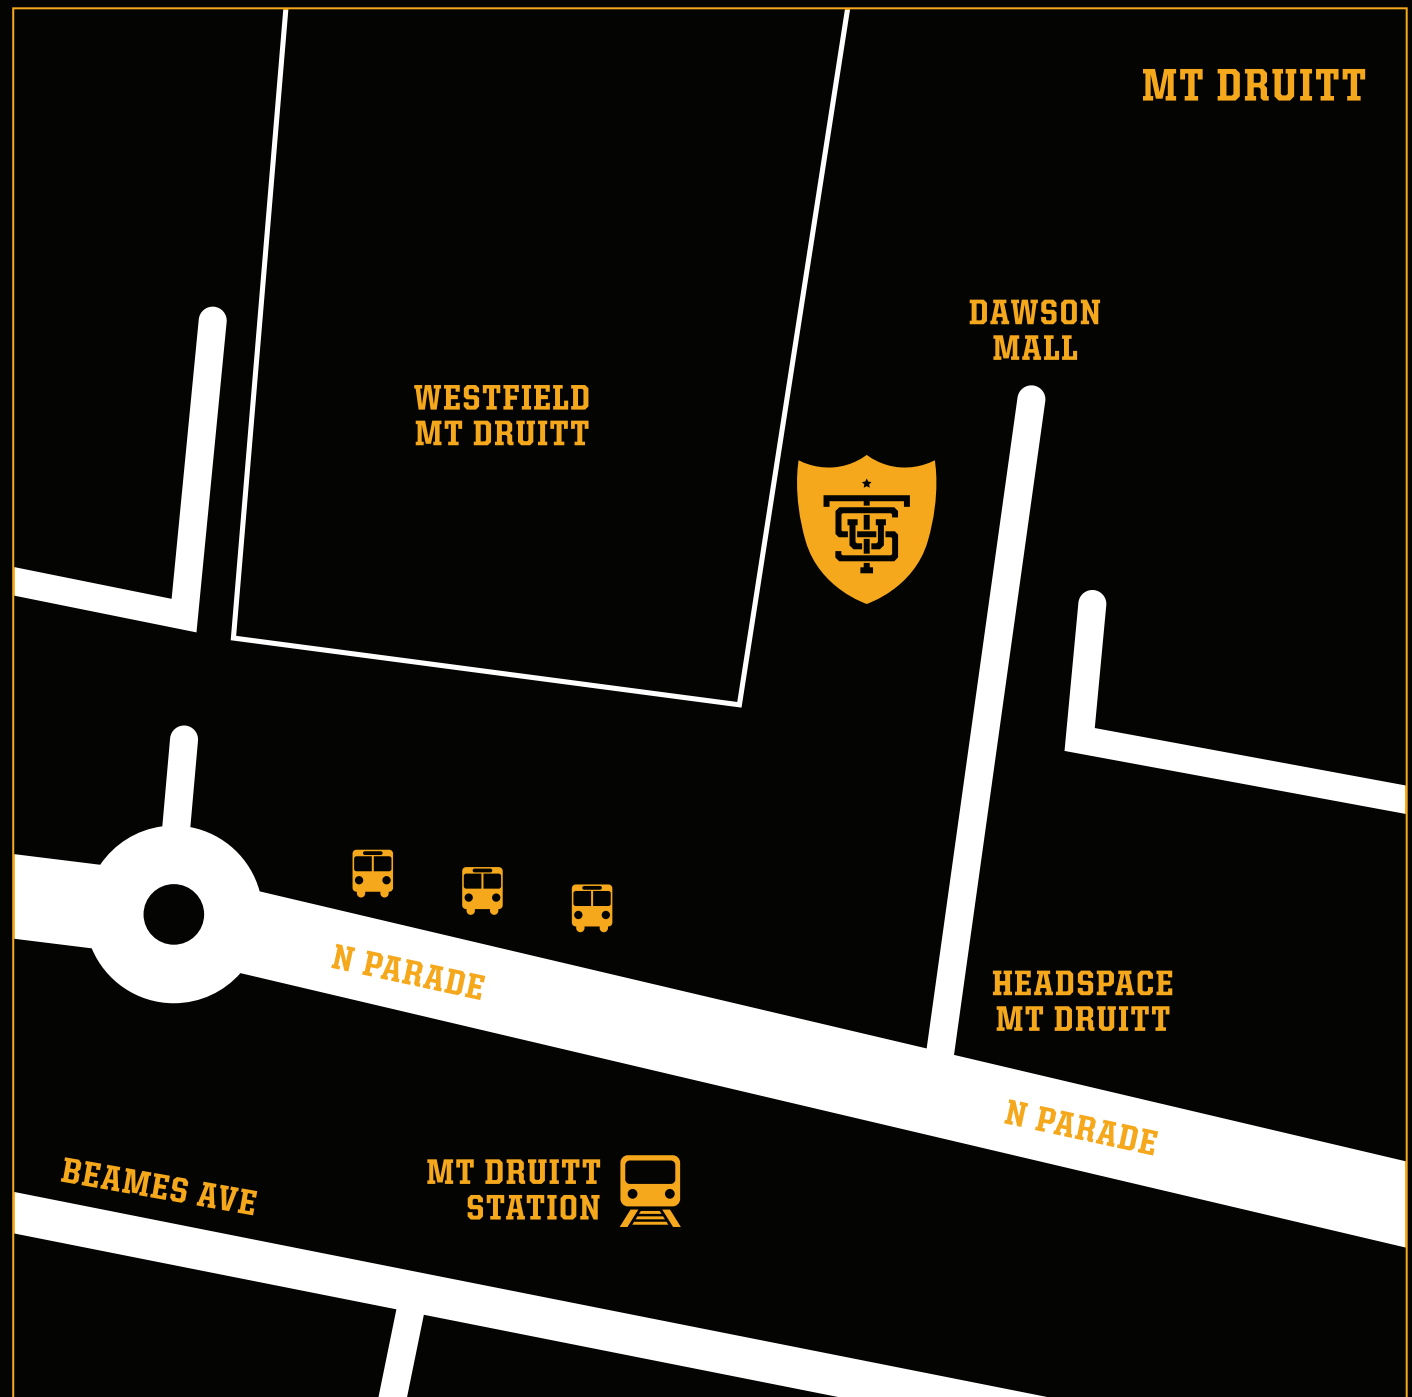 MT DRUITT
DAWSON
MALL
WESTFIELD
MT DRUITT
HEADSPACE
MT DRUITT
N PARADE
N PARADE
MT DRUITT
STATION
BEAMES AVE